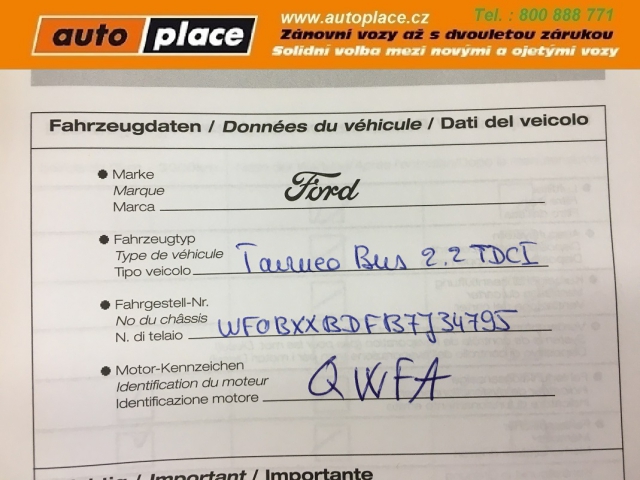 auto place
www.autoplace.cz
Tel. : 800 888 771
Zánovní vozy až s dvouletou zárukou
Solidní volba mezi novými a ojetými vozy
Fahrzeugdaten / Données du véhicule / Dati del veicolo
Marke
Marque
Marca
Ford
Fahrzeugtyp
Type de véhicule
Tipo veicolo Tourneo Bus 2.2 TDCI
Fahrgestell-Nr.
No du châssis
N. di telaio WF0BXXBDFB7J34795
Motor-Kennzeichen
Identification du moteur
Identificazione motore QWFA
/ Important / Importante